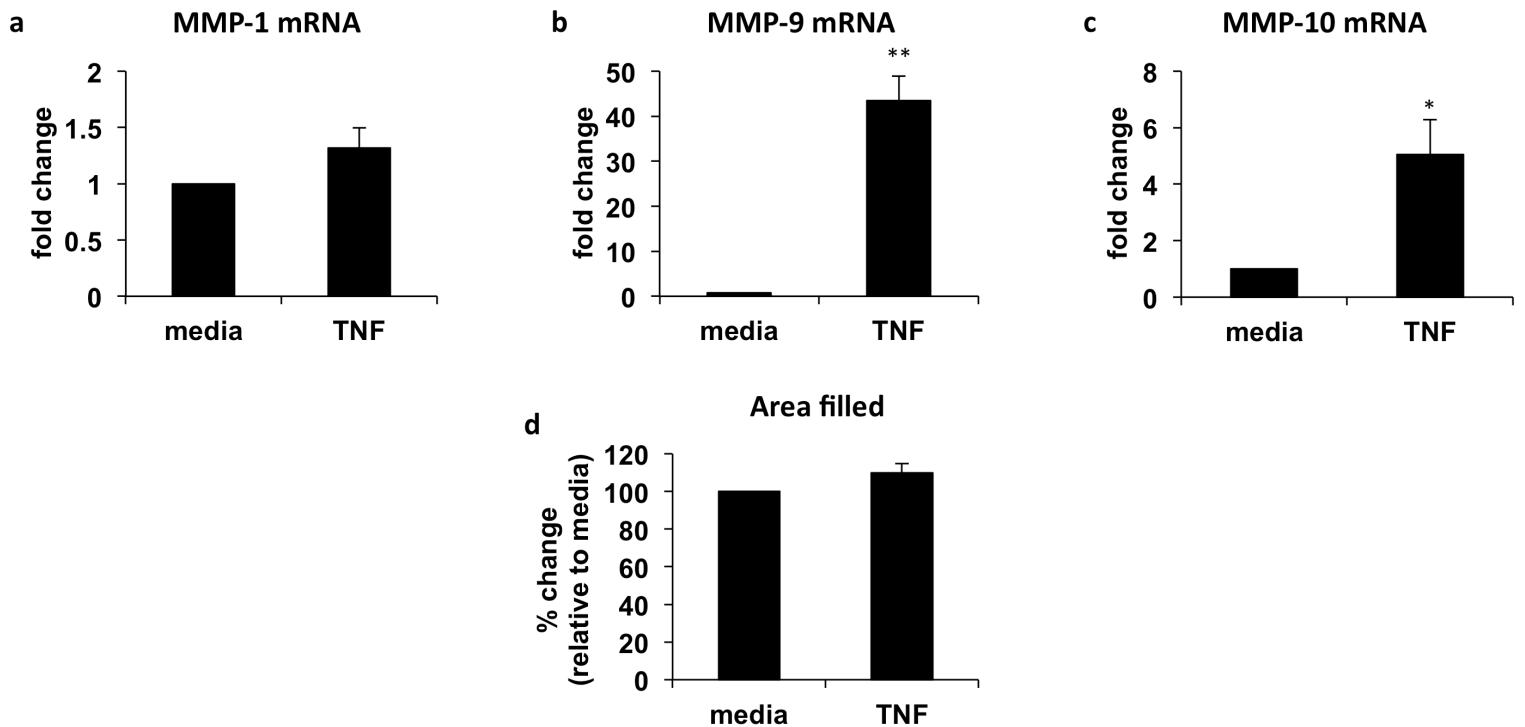 a
MMP-1 mRNA
fold change
2
1.5
1
0.5
0
media
TNF
b
MMP-9 mRNA
fold change
**
50
40
30
20
10
0
media
TNF
c
MMP-10 mRNA
fold change
*
8
6
4
2
0
media
TNF
d
Area filled
% change
(relative to media)
120
100
80
60
40
20
0
media
TNF